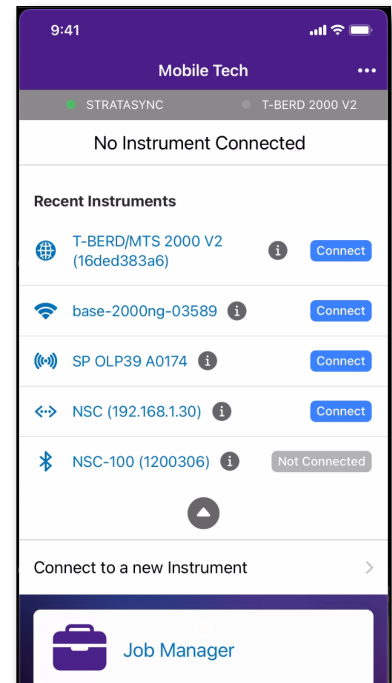 9:41
Mobile Tech
STRATASYNC
T-BERD 2000 V2
No Instrument Connected
Recent Instruments
T-BERD/MTS 2000 V2
(16ded383a6)
Connect
base-2000ng-03589
Connect
SP OLP39 A0174
Connect
NSC (192.168.1.30)
Connect
NSC-100 (1200306)
Not Connected
Connect to a new Instrument
Job Manager